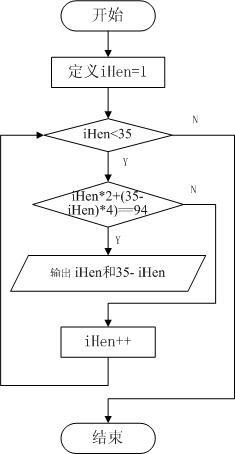 开始
定义iHen=1
iHen<35
N
Y
iHen*2+(35-
iHen)*4)==94
N
Y
输出 iHen和35- iHen
iHen++
结束